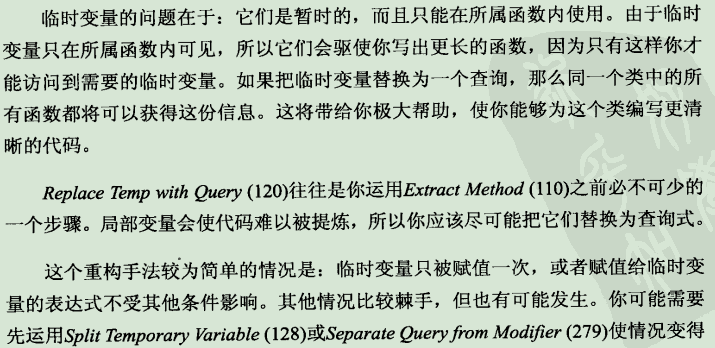 临时变量的问题在于：它们是暂时的，而且只能在所属函数内使用。由于临时
变量只在所属函数内可见，所以它们会驱使你写出更长的函数，因为只有这样你才
能访问到需要的临时变量。如果把临时变量替换为一个查询，那么同一个类中的所
有函数都将可以获得这份信息。这将带给你极大帮助，使你能够为这个类编写更清
晰的代码。
Replace Temp with Query (120)往往是你运用Extract Method (110)之前必不可少的
一个步骤。局部变量会使代码难以被提炼，所以你应该尽可能把它们替换为查询式。
这个重构手法较为简单的情况是：临时变量只被赋值一次，或者赋值给临时变
量的表达式不受其他条件影响。其他情况比较棘手，但也有可能发生。你可能需要
先运用Split Temporary Variable (128)或Separate Query from Modifier (279)使情况变得